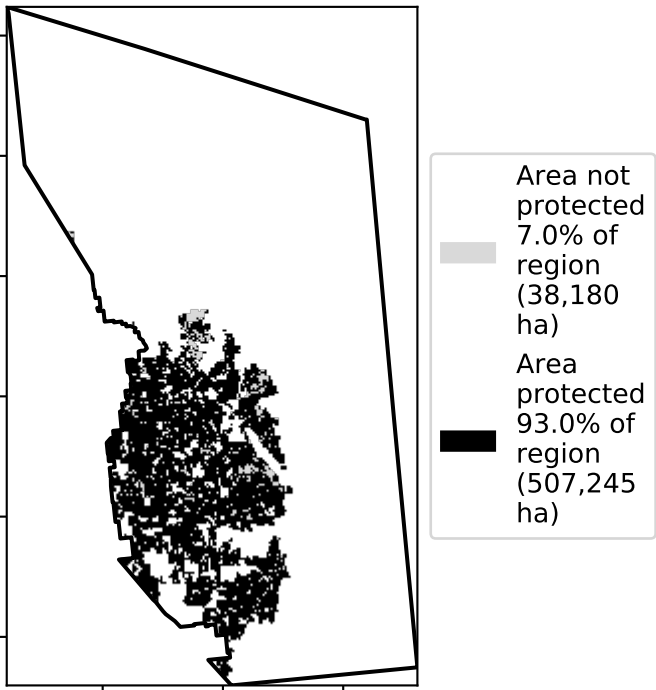 Area not
protected
7.0% of
region
(38,180
ha)
Area
protected
93.0% of
region
(507,245
ha)